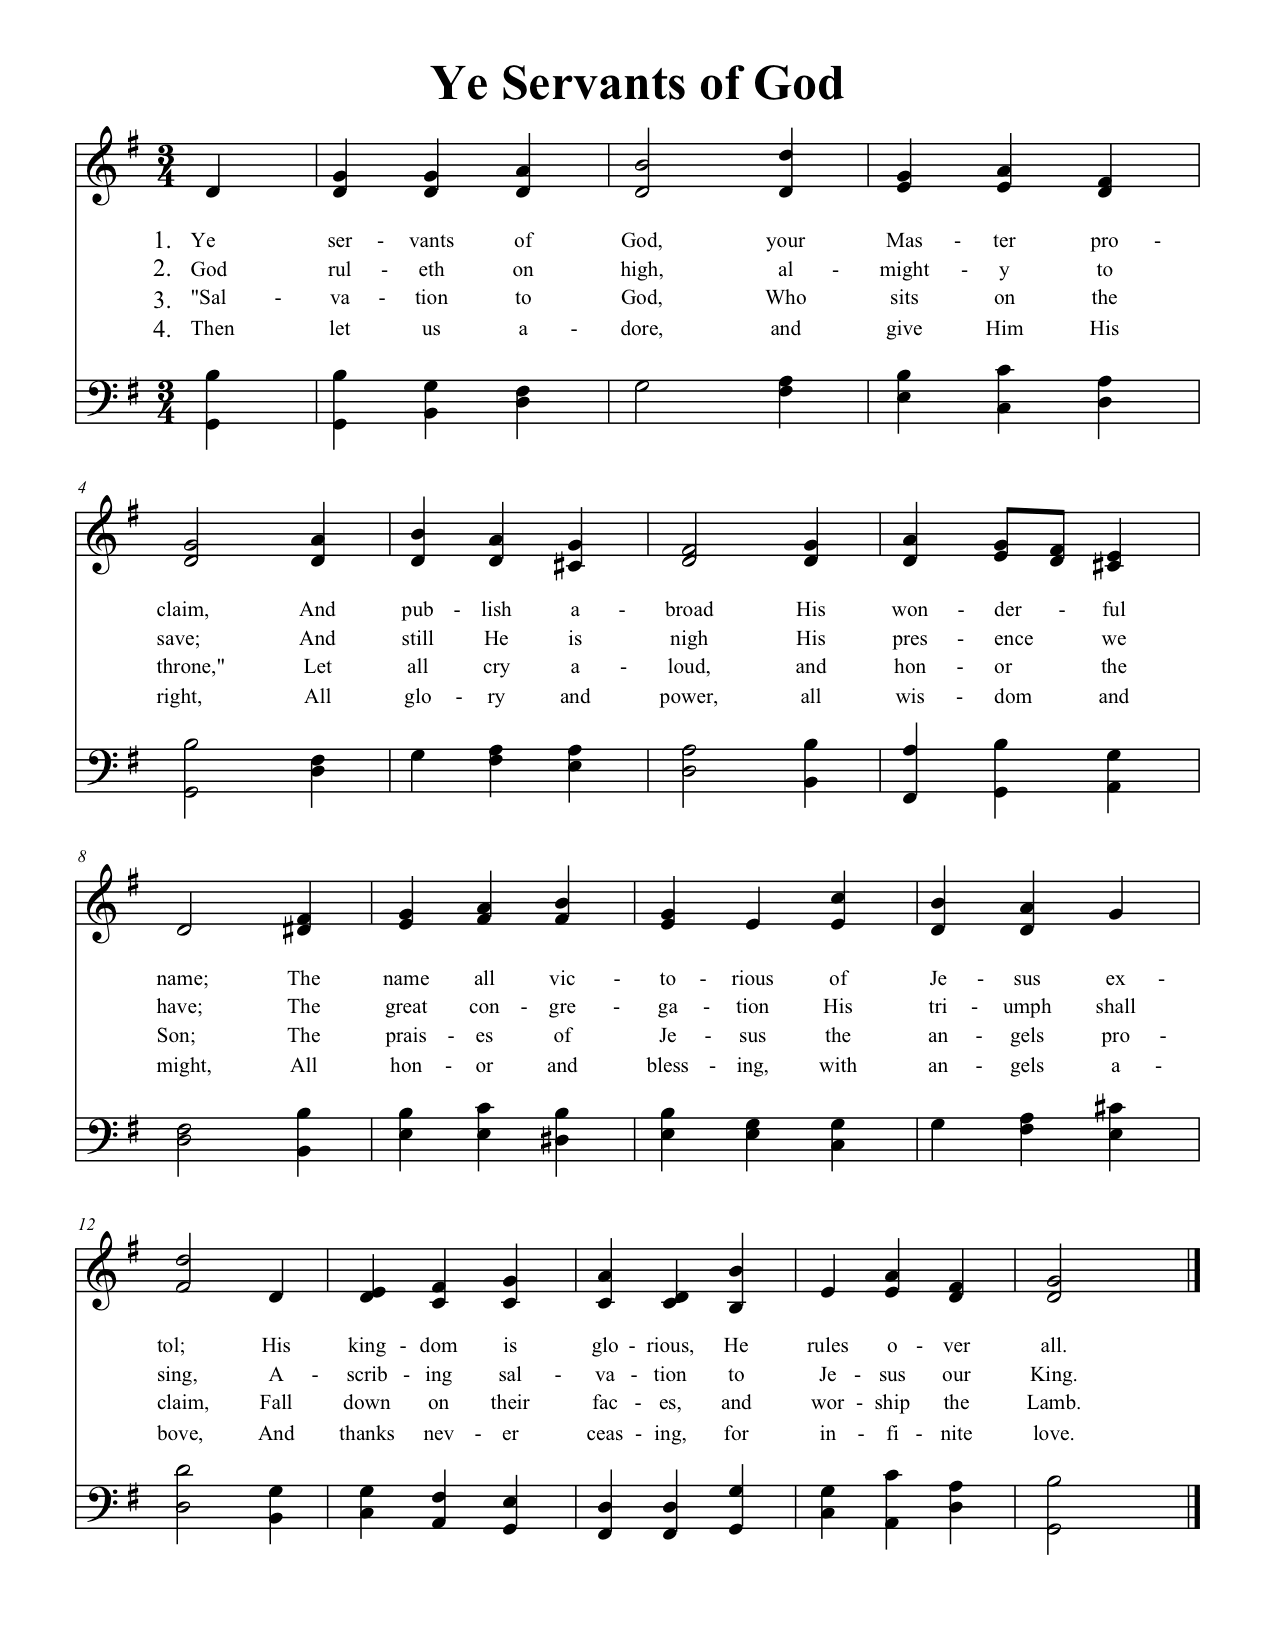 Ye Servants of God
3
4
1. Ye ser - vants of God, your Mas - ter pro -
2. God rul - eth on high, al - might - y to
3. "Sal - va - tion to God, Who sits on the
4. Then let us a - dore, and give Him His
3
4
4
claim, And pub - lish a - broad His won - der - ful
save; And still He is nigh His pres - ence we
throne," Let all cry a - loud, and hon - or the
right, All glo - ry and power, all wis - dom and
8
name; The name all vic - to - rious of Je - sus ex -
have; The great con - gre - ga - tion His tri - umph shall
Son; The prais - es of Je - sus the an - gels pro -
might, All hon - or and bless - ing, with an - gels a -
12
tol; His king - dom is glo - rious, He rules o - ver all.
sing, A - scrib - ing sal - va - tion to Je - sus our King.
claim, Fall down on their fac - es, and wor - ship the Lamb.
bove, And thanks nev - er ceas - ing, for in - fi - nite love.